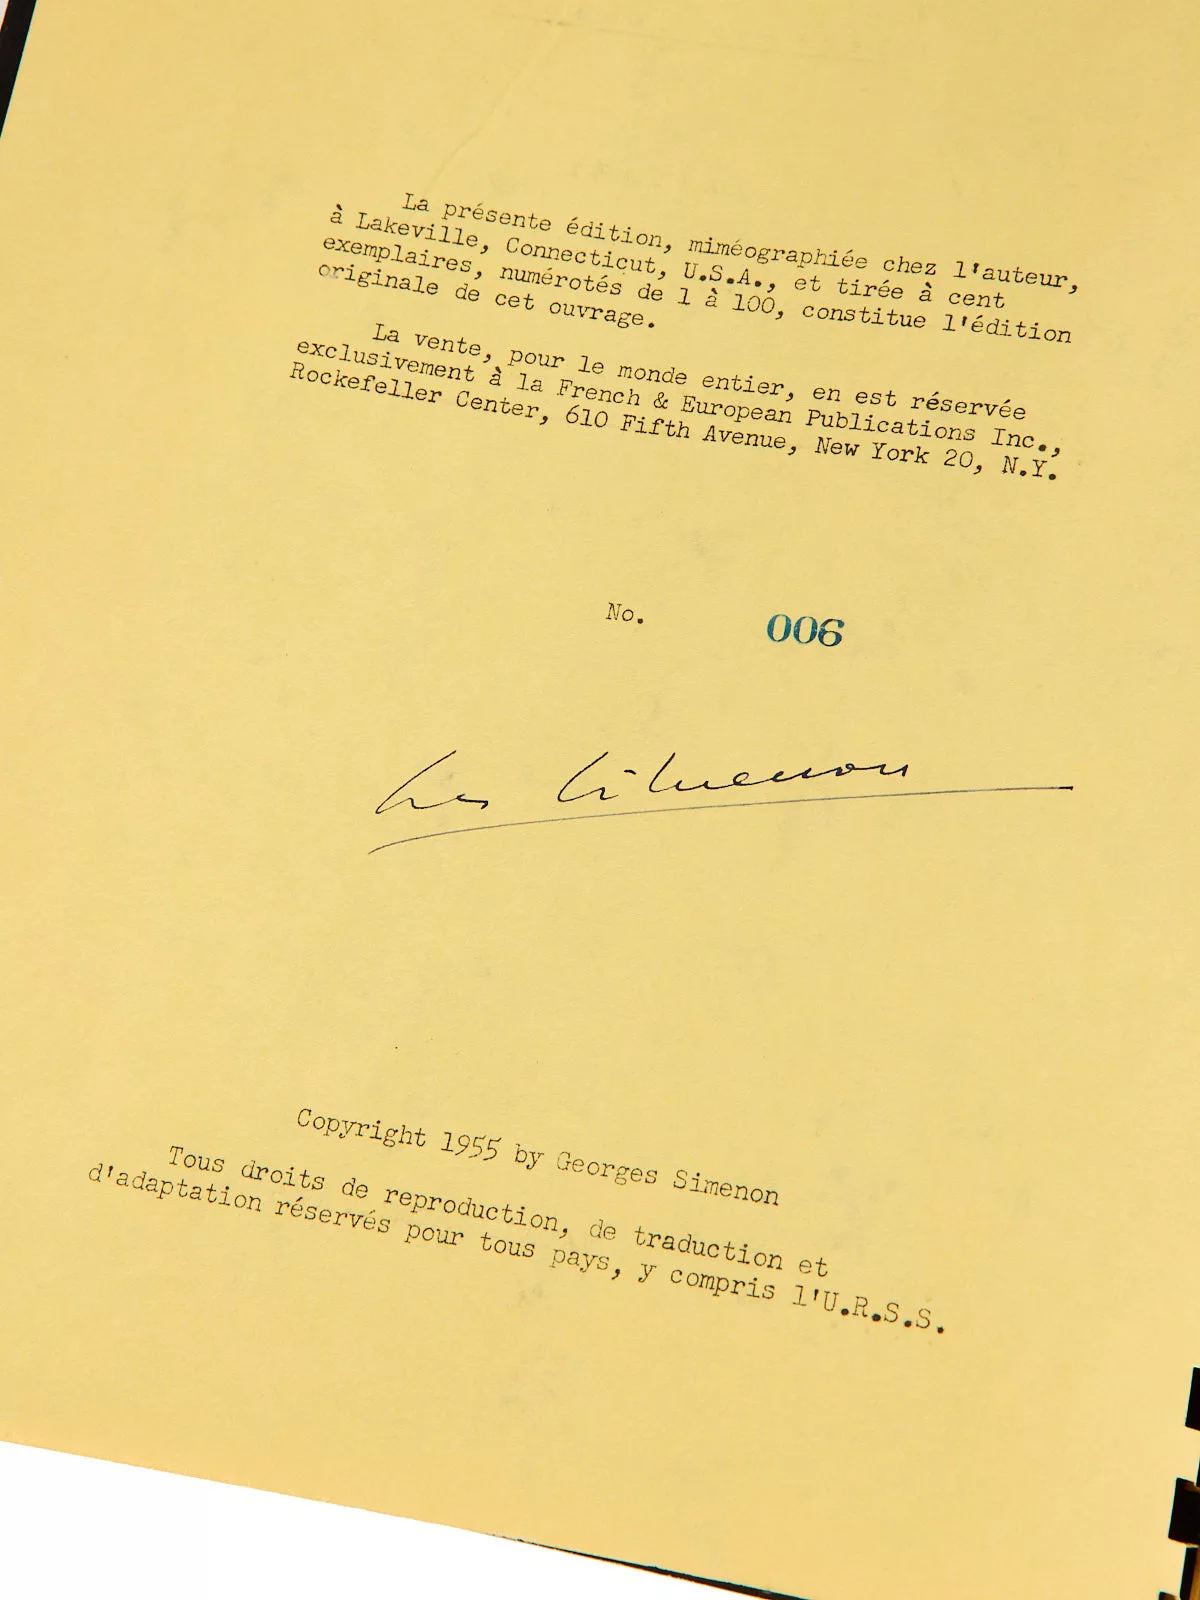 La présente édition, miméographiée chez l'auteur,
à Lakeville, Connecticut, U.S.A., et tirée à cent
exemplaires, numérotés de 1 à 100, constitue l'édition
originale de cet ouvrage.
La vente, pour le monde entier, en est réservée
exclusivement à la French & European Publications Inc.,
Rockefeller Center, 610 Fifth Avenue, New York 20, N.Y.
No. 006
Simenon
Copyright 1955 by Georges Simenon
Tous droits de reproduction, de traduction et
d'adaptation réservés pour tous pays, y compris l'U.R.S.S.